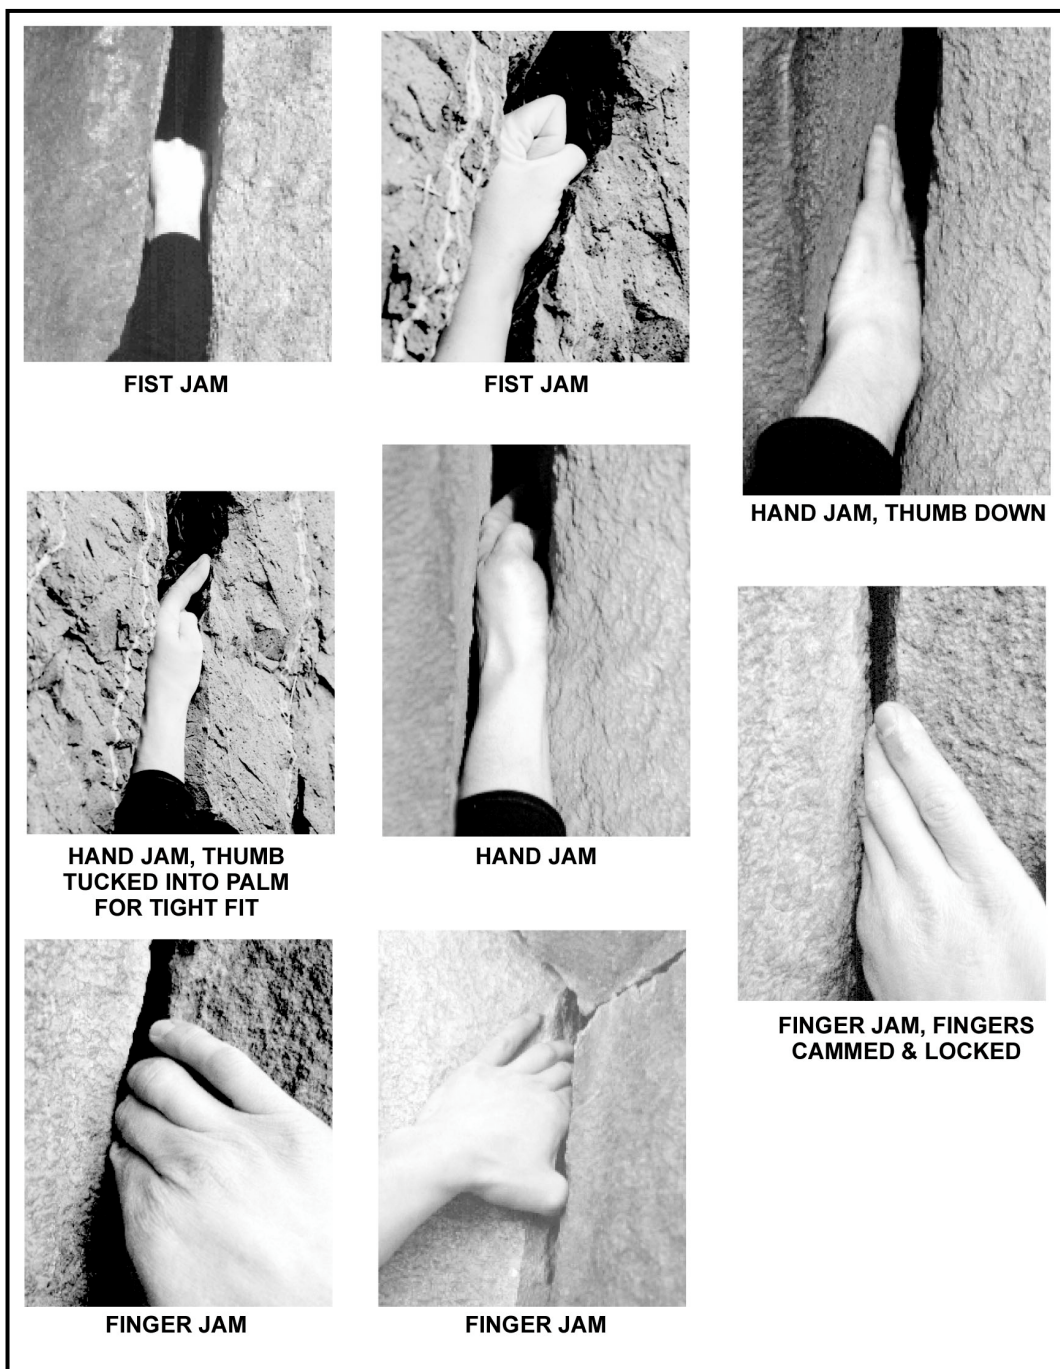 FIST JAM
FIST JAM
HAND JAM, THUMB DOWN
HAND JAM, THUMB
TUCKED INTO PALM
FOR TIGHT FIT
HAND JAM
FINGER JAM, FINGERS
CAMMED & LOCKED
FINGER JAM
FINGER JAM